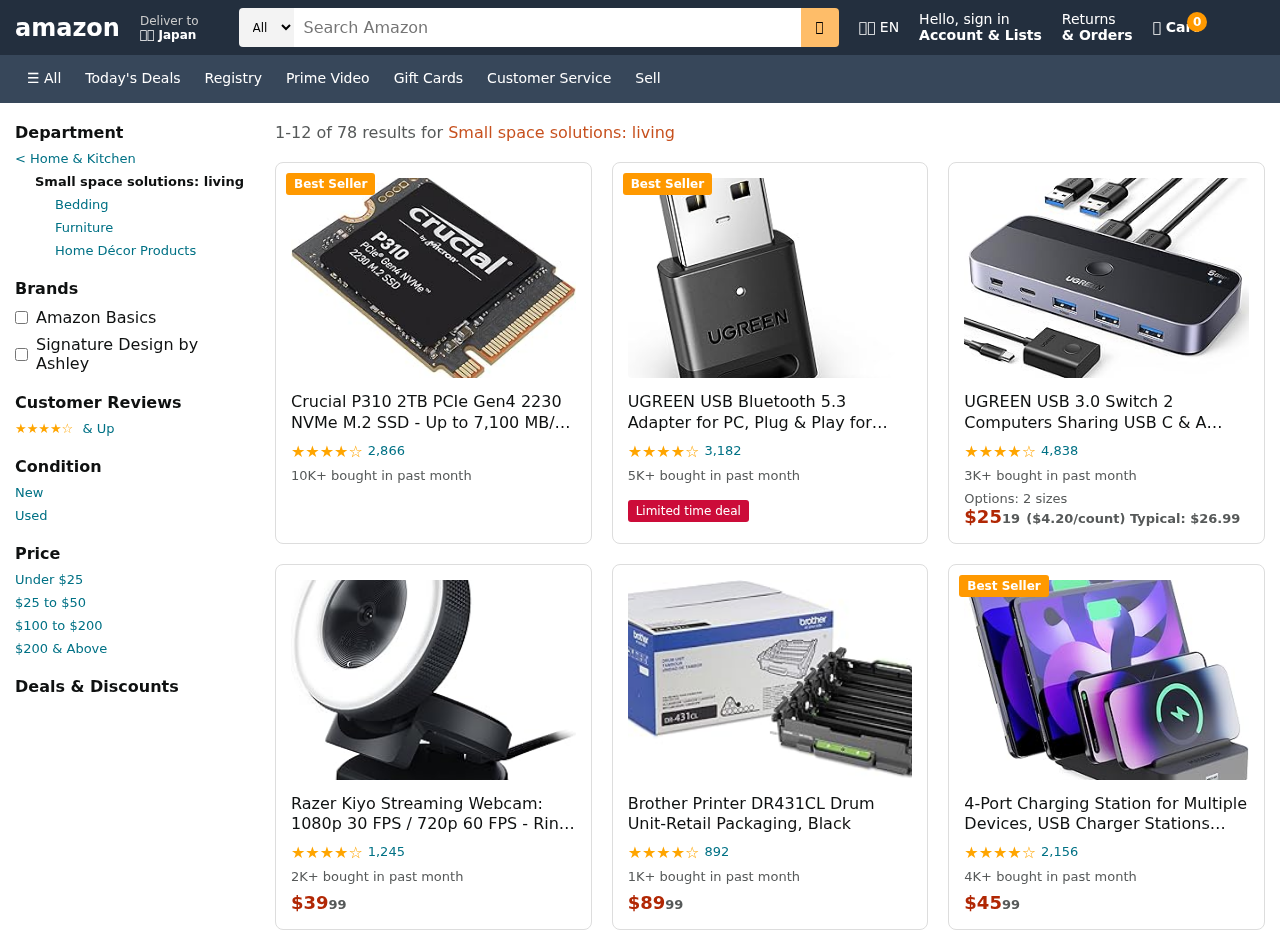 amazon
Deliver to
Japan
All
Search Amazon
EN
Hello, sign in
Account & Lists
Returns
& Orders
0
☰ All
Today's Deals
Registry
Prime Video
Gift Cards
Customer Service
Sell
Department
< Home & Kitchen
Small space solutions: living
Bedding
Furniture
Home Décor Products
Brands
Amazon Basics
Signature Design by
Ashley
Customer Reviews
★★★★☆ & Up
Condition
New
Used
Price
Under $25
$25 to $50
$100 to $200
$200 & Above
Deals & Discounts
1-12 of 78 results for Small space solutions: living
Best Seller
crucial
by Micron
P310
PCIe® Gen4 NVMe™
2230 M.2 SSD
Crucial P310 2TB PCIe Gen4 2230
NVMe M.2 SSD - Up to 7,100 MB/…
★★★★☆ 2,866
10K+ bought in past month
Best Seller
UGREEN
UGREEN USB Bluetooth 5.3
Adapter for PC, Plug & Play for…
★★★★☆ 3,182
5K+ bought in past month
Limited time deal
UGREEN
UGREEN USB 3.0 Switch 2
Computers Sharing USB C & A…
★★★★☆ 4,838
3K+ bought in past month
Options: 2 sizes
$2519 ($4.20/count) Typical: $26.99
Razer Kiyo Streaming Webcam:
1080p 30 FPS / 720p 60 FPS - Rin…
★★★★☆ 1,245
2K+ bought in past month
$3999
brother
brother
DRUM UNIT
DR-431CL
Brother Printer DR431CL Drum
Unit-Retail Packaging, Black
★★★★☆ 892
1K+ bought in past month
$8999
Best Seller
4-Port Charging Station for Multiple
Devices, USB Charger Stations…
★★★★☆ 2,156
4K+ bought in past month
$4599